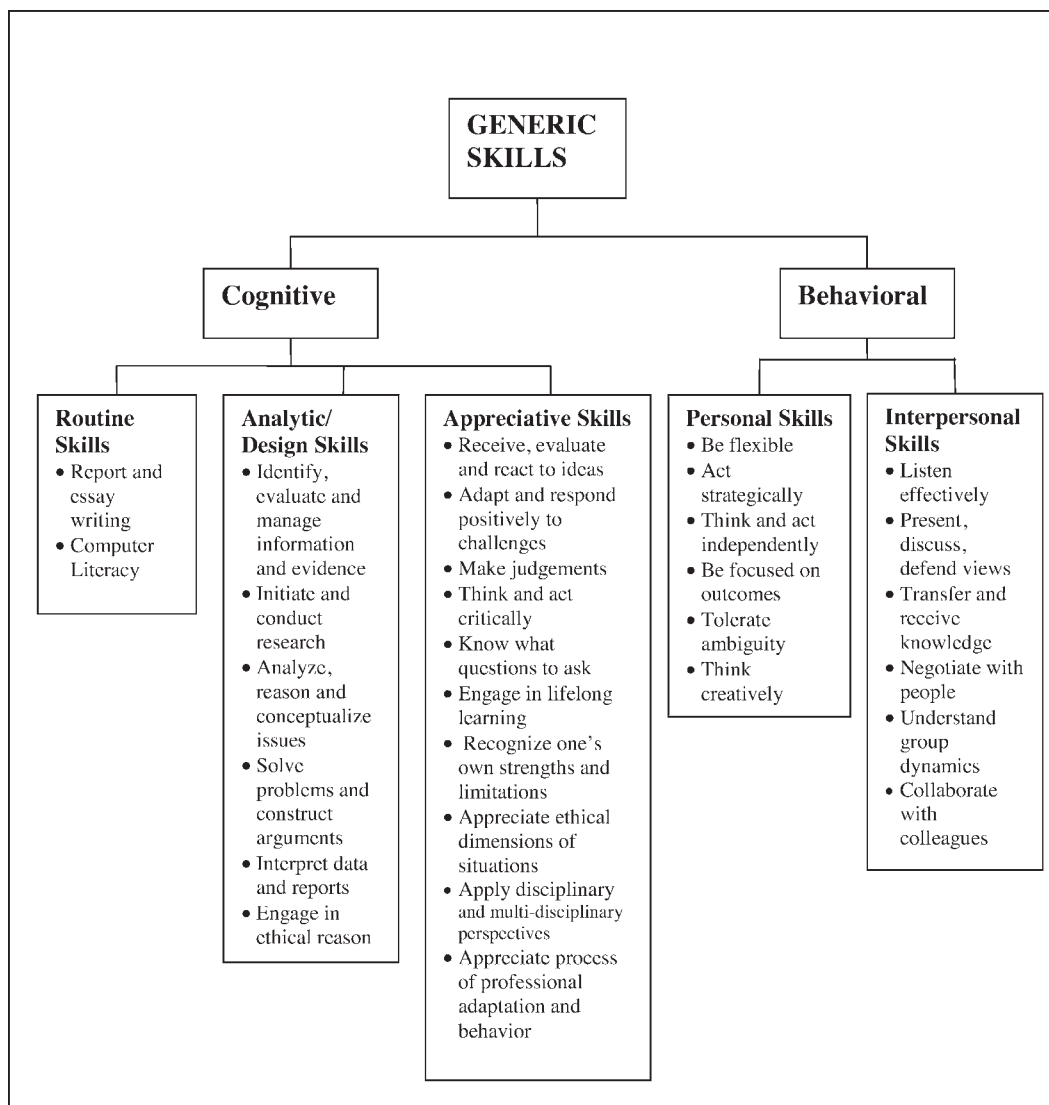 GENERIC
SKILLS
Cognitive
Behavioral
Routine
Skills
• Report and
essay
writing
• Computer
Literacy
Analytic/
Design Skills
• Identify,
evaluate and
manage
information
and evidence
• Initiate and
conduct
research
• Analyze,
reason and
conceptualize
issues
• Solve
problems and
construct
arguments
• Interpret data
and reports
• Engage in
ethical reason
Appreciative Skills
• Receive, evaluate
and react to ideas
• Adapt and respond
positively to
challenges
• Make judgements
• Think and act
critically
• Know what
questions to ask
• Engage in lifelong
learning
• Recognize one's
own strengths and
limitations
• Appreciate ethical
dimensions of
situations
• Apply disciplinary
and multi-disciplinary
perspectives
• Appreciate process
of professional
adaptation and
behavior
Personal Skills
• Be flexible
• Act
strategically
• Think and act
independently
• Be focused on
outcomes
• Tolerate
ambiguity
• Think
creatively
Interpersonal
Skills
• Listen
effectively
• Present,
discuss,
defend views
• Transfer and
receive
knowledge
• Negotiate with
people
• Understand
group
dynamics
• Collaborate
with
colleagues